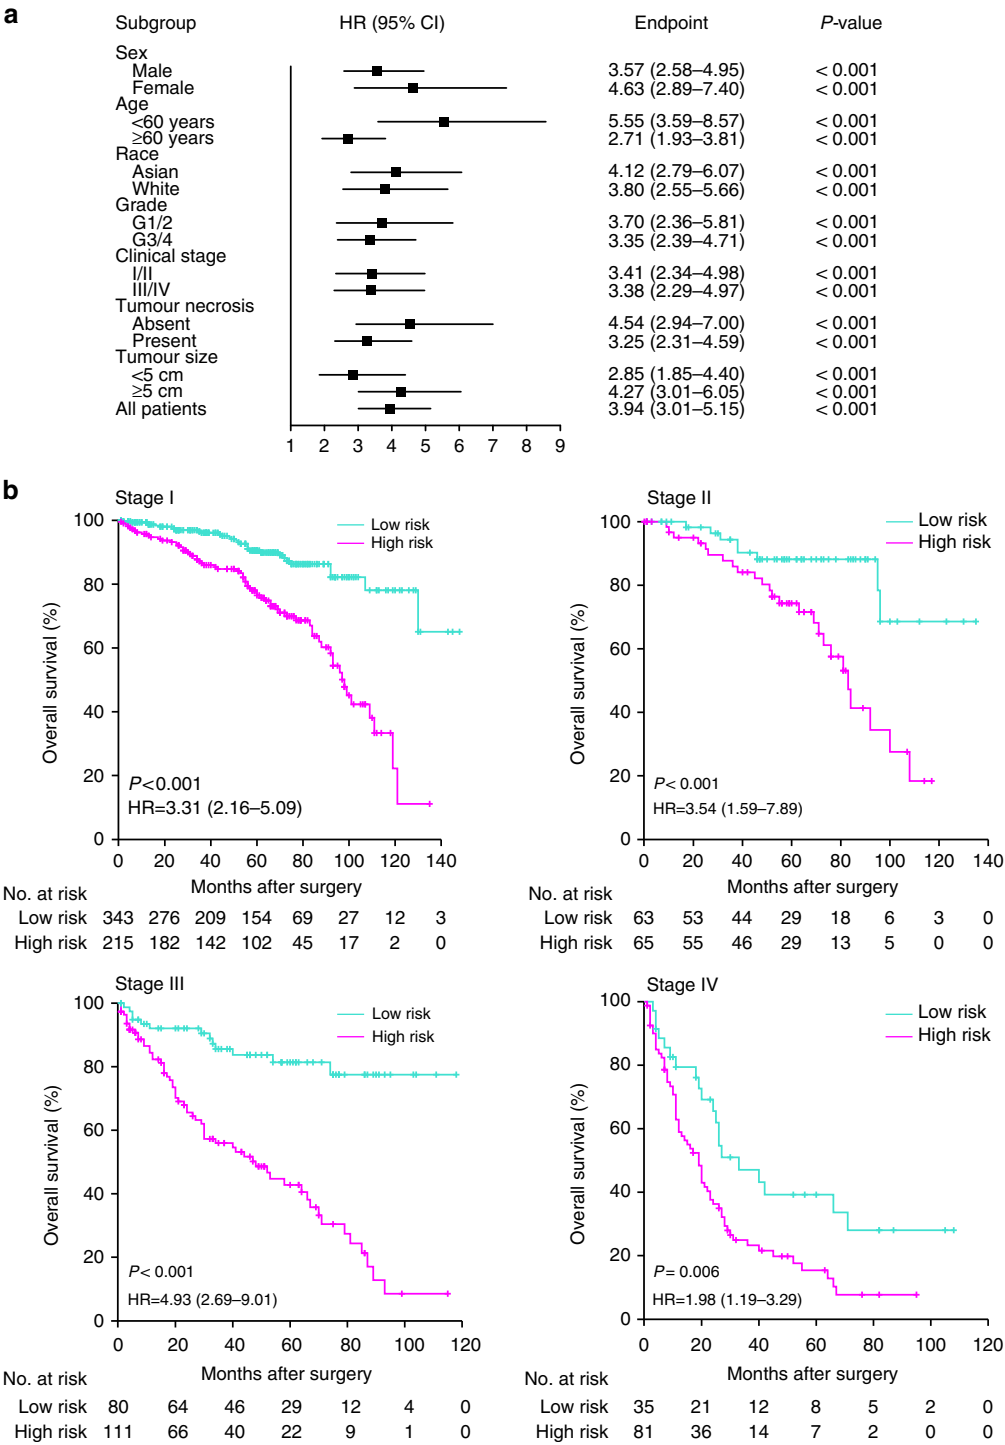 a
Subgroup HR (95% CI) Endpoint P-value
Sex
Male 3.57 (2.58–4.95) < 0.001
Female 4.63 (2.89–7.40) < 0.001
Age
<60 years 5.55 (3.59–8.57) < 0.001
≥60 years 2.71 (1.93–3.81) < 0.001
Race
Asian 4.12 (2.79–6.07) < 0.001
White 3.80 (2.55–5.66) < 0.001
Grade
G1/2 3.70 (2.36–5.81) < 0.001
G3/4 3.35 (2.39–4.71) < 0.001
Clinical stage
I/II 3.41 (2.34–4.98) < 0.001
III/IV 3.38 (2.29–4.97) < 0.001
Tumour necrosis
Absent 4.54 (2.94–7.00) < 0.001
Present 3.25 (2.31–4.59) < 0.001
Tumour size
<5 cm 2.85 (1.85–4.40) < 0.001
≥5 cm 4.27 (3.01–6.05) < 0.001
All patients 3.94 (3.01–5.15) < 0.001
1 2 3 4 5 6 7 8 9
b
Stage I
Low risk
High risk
Overall survival (%)
100
80
60
40
20
0
P<0.001
HR=3.31 (2.16–5.09)
0 20 40 60 80 100 120 140
Months after surgery
No. at risk
Low risk 343 276 209 154 69 27 12 3
High risk 215 182 142 102 45 17 2 0
Stage II
Low risk
High risk
Overall survival (%)
100
80
60
40
20
0
P< 0.001
HR=3.54 (1.59–7.89)
0 20 40 60 80 100 120 140
Months after surgery
No. at risk
Low risk 63 53 44 29 18 6 3 0
High risk 65 55 46 29 13 5 0 0
Stage III
Low risk
High risk
Overall survival (%)
100
80
60
40
20
0
P< 0.001
HR=4.93 (2.69–9.01)
0 20 40 60 80 100 120
Months after surgery
No. at risk
Low risk 80 64 46 29 12 4 0
High risk 111 66 40 22 9 1 0
Stage IV
Low risk
High risk
Overall survival (%)
100
80
60
40
20
0
P= 0.006
HR=1.98 (1.19–3.29)
0 20 40 60 80 100 120
Months after surgery
No. at risk
Low risk 35 21 12 8 5 2 0
High risk 81 36 14 7 2 0 0